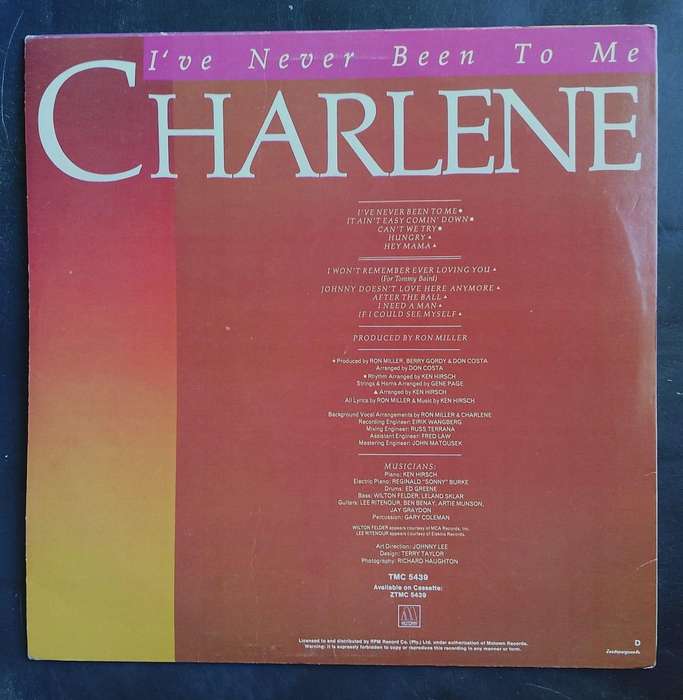 I've Never Been To Me
CHARLENE
I'VE NEVER BEEN TO ME●
IT AIN'T EASY COMIN' DOWN■
CAN'T WE TRY●
HUNGRY▲
HEY MAMA▲
I WON'T REMEMBER EVER LOVING YOU▲
(For Tommy Baird)
JOHNNY DOESN'T LOVE HERE ANYMORE▲
AFTER THE BALL▲
I NEED A MAN▲
IF I COULD SEE MYSELF▲
PRODUCED BY RON MILLER
●Produced by RON MILLER, BERRY GORDY & DON COSTA
Arranged by DON COSTA
■Rhythm Arranged by KEN HIRSCH
Strings & Horns Arranged by GENE PAGE
▲Arranged by KEN HIRSCH
All Lyrics by RON MILLER & Music by KEN HIRSCH
Background Vocal Arrangements by RON MILLER & CHARLENE
Recording Engineer: EIRIK WANGBERG
Mixing Engineer: RUSS TERRANA
Assistant Engineer: FRED LAW
Mastering Engineer: JOHN MATOUSEK
MUSICIANS:
Piano: KEN HIRSCH
Electric Piano: REGINALD "SONNY" BURKE
Drums: ED GREENE
Bass: WILTON FELDER, LELAND SKLAR
Guitars: LEE RITENOUR, BEN BENAY, ARTIE MUNSON,
JAY GRAYDON
Percussion: GARY COLEMAN
WILTON FELDER appears courtesy of MCA Records, Inc.
LEE RITENOUR appears courtesy of Elektra Records.
Art Direction: JOHNNY LEE
Design: TERRY TAYLOR
Photography: RICHARD HAUGHTON
TMC 5439
Available on Cassette:
ZTMC 5439
MOTOWN
Licensed to and distributed by RPM Record Co. (Pty.) Ltd. under authorisation of Motown Records.
Warning: It is expressly forbidden to copy or reproduce this recording in any manner or form.
D